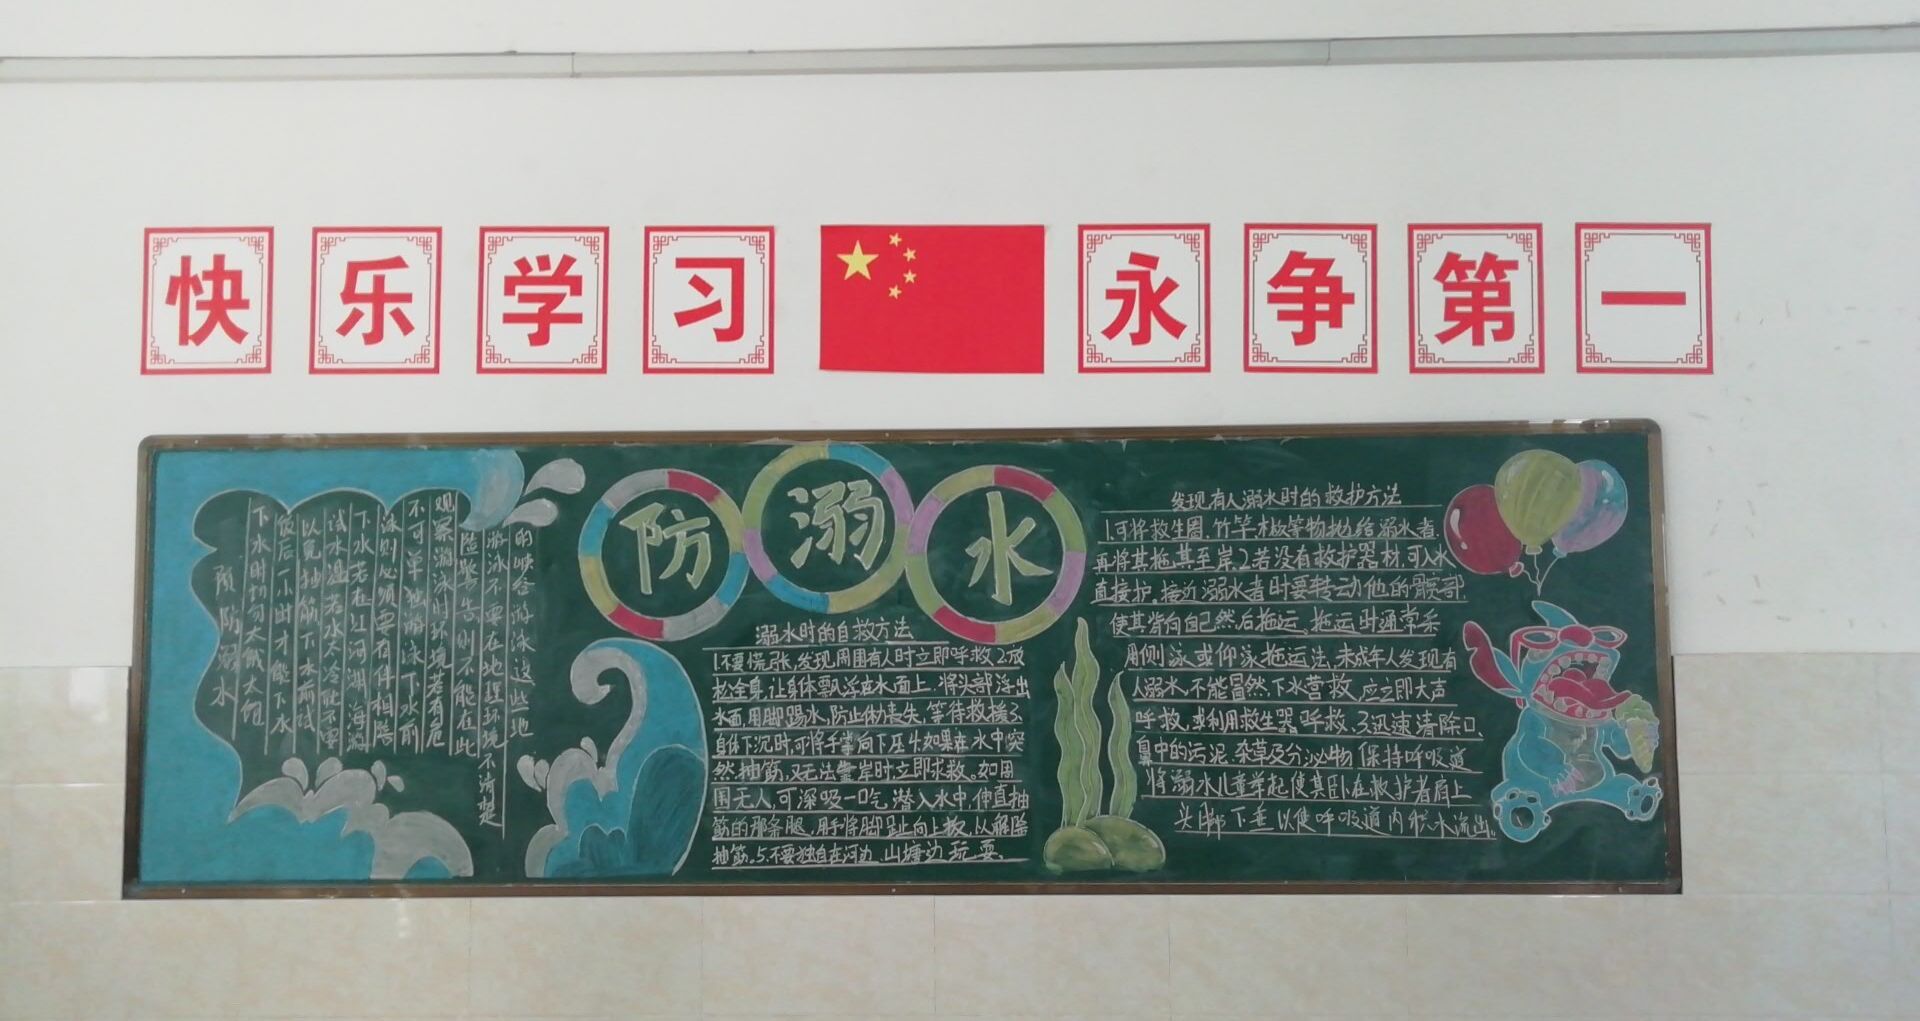 快乐学习 永争第一
防溺水
预防溺水
下水时切勿太饿太饱
饭后一小时才能下水
以免抽筋下水前试
试水温若水太冷就不要
下水若在江河湖海游
泳则必须要有伴相陪
不可单独游泳下水前
观察游泳时环境若有危
险警告则不能在此
游泳不要在地理环境不清楚
的峡谷游泳这些地
溺水时的自救方法
1.不要慌张,发现周围有人时立即呼救2.放
松全身,让身体飘浮在水面上,将头部浮出
水面,用脚踢水,防止体力丧失,等待救援3.
身体下沉时,可将手掌向下压4.如果在水中突
然抽筋,又无法靠岸时立即求救。如周
围无人,可深吸一口气潜入水中,伸直抽
筋的那条腿,用手将脚趾向上扳,以解除
抽筋。5.不要独自在河边、山塘边玩耍。
发现有人溺水时的救护方法
1.可将救生圈、竹竿、木板等物抛给溺水者,
再将其拖其至岸2.若没有救护器材,可入水
直接护。接近溺水者时要转动他的髋哥,
使其背向自己然后拖运。拖运时通常采
用侧泳或仰泳拖运法,未成年人发现有
人溺水,不能冒然下水营救,应立即大声
呼救,或利用救生器呼救、3.迅速清除口、
鼻中的污泥、杂草及分泌物保持呼吸道
将溺水儿童举起使其卧在救护者肩上
头脚下垂以使呼吸道内积水流出。